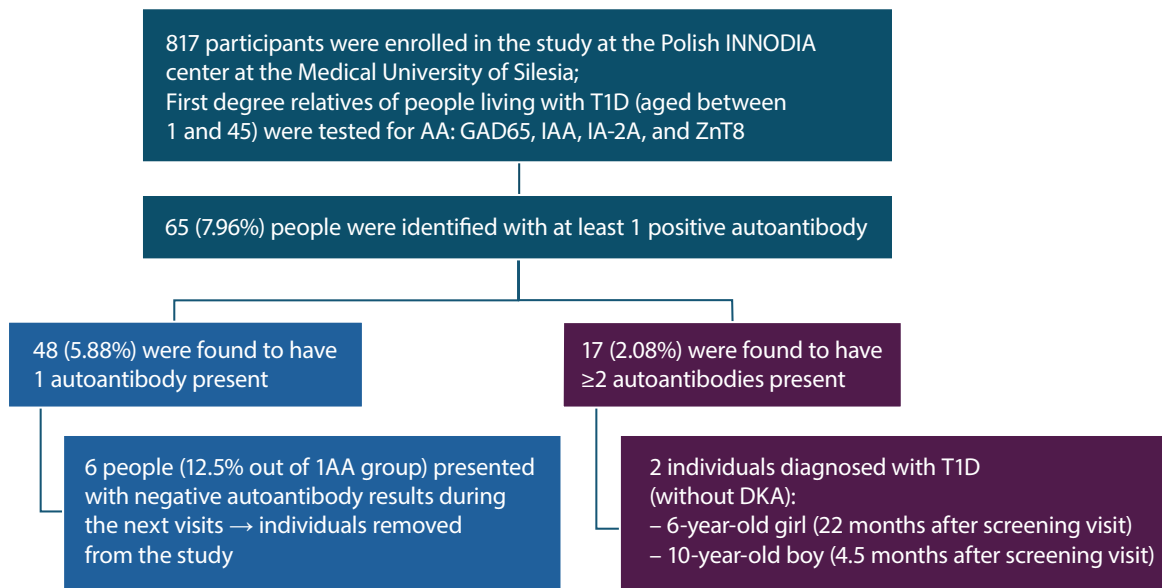 817 participants were enrolled in the study at the Polish INNODIA
center at the Medical University of Silesia;
First degree relatives of people living with T1D (aged between
1 and 45) were tested for AA: GAD65, IAA, IA-2A, and ZnT8
65 (7.96%) people were identified with at least 1 positive autoantibody
48 (5.88%) were found to have
1 autoantibody present
17 (2.08%) were found to have
≥2 autoantibodies present
6 people (12.5% out of 1AA group) presented
with negative autoantibody results during
the next visits → individuals removed
from the study
2 individuals diagnosed with T1D
(without DKA):
– 6-year-old girl (22 months after screening visit)
– 10-year-old boy (4.5 months after screening visit)